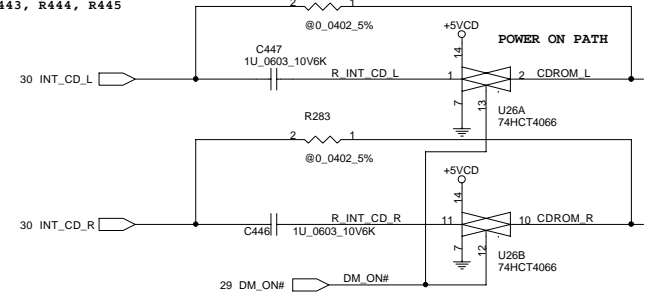 443, R444, R445
2 1
@0_0402_5%
+5VCD
POWER ON PATH
14
C447
1U_0603_10V6K
30 INT_CD_L
R_INT_CD_L
1
2 CDROM_L
7
13
U26A
74HCT4066
R283
2 1
@0_0402_5%
+5VCD
14
30 INT_CD_R
R_INT_CD_R
11
10 CDROM_R
C446
1U_0603_10V6K
7
12
U26B
74HCT4066
29 DM_ON#
DM_ON#